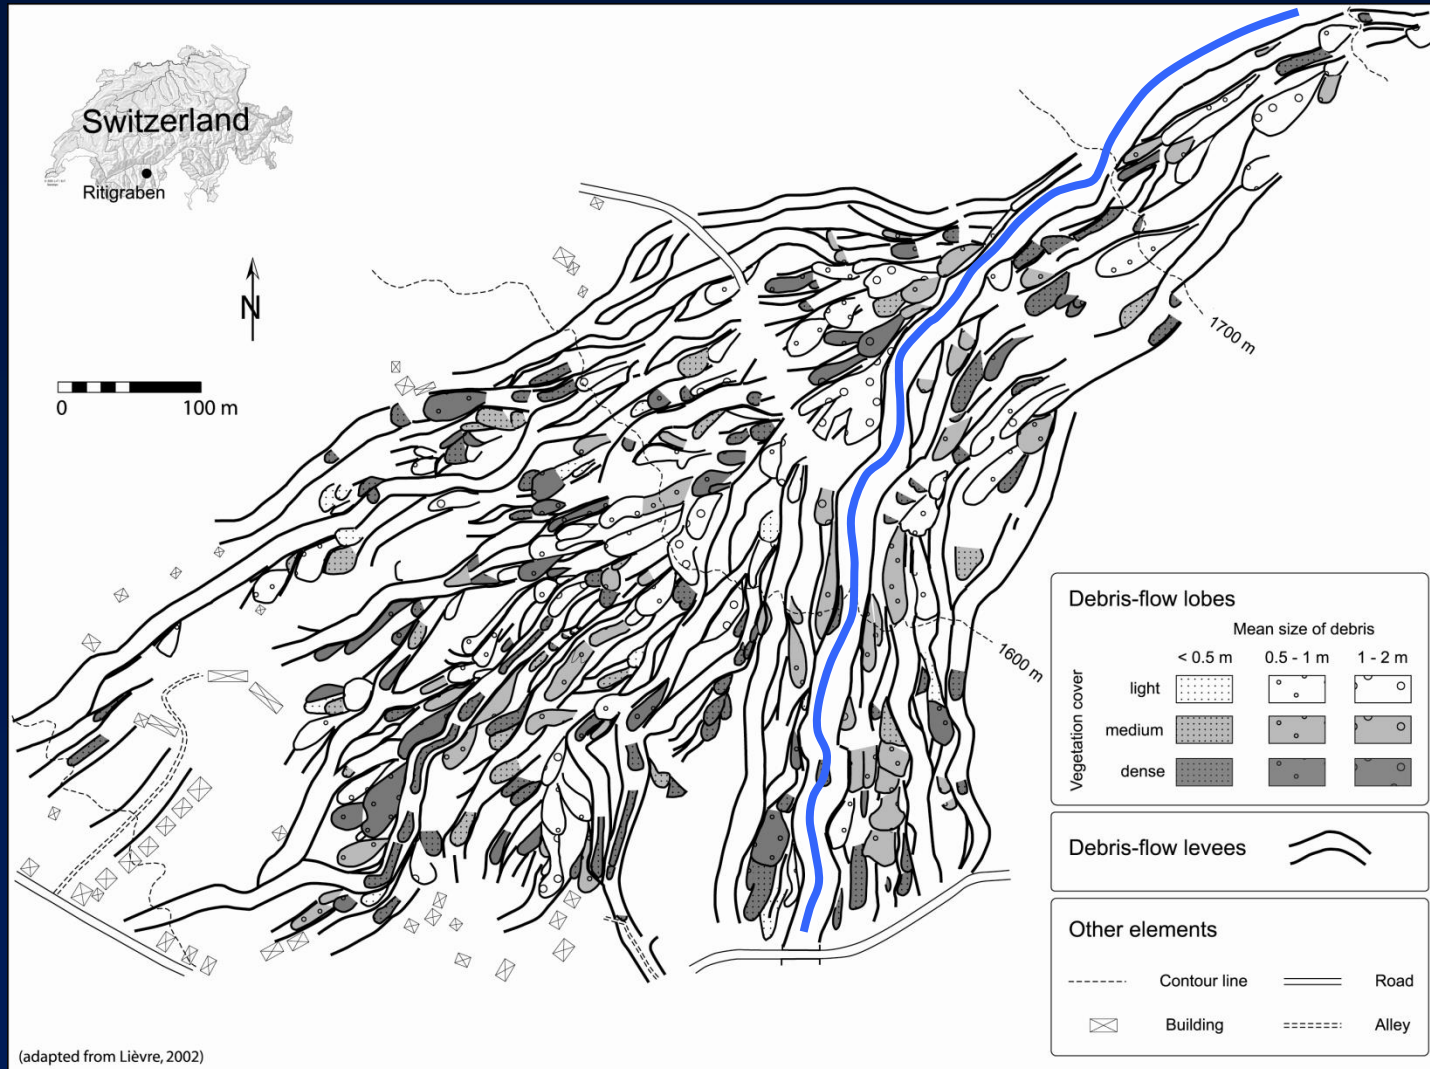 Switzerland
Ritigraben
N
0 100 m
1700 m
1600 m
Debris-flow lobes
Mean size of debris
< 0.5 m 0.5 - 1 m 1 - 2 m
Vegetation cover
light
medium
dense
Debris-flow levees
Other elements
Contour line Road
Building Alley
(adapted from Lièvre, 2002)